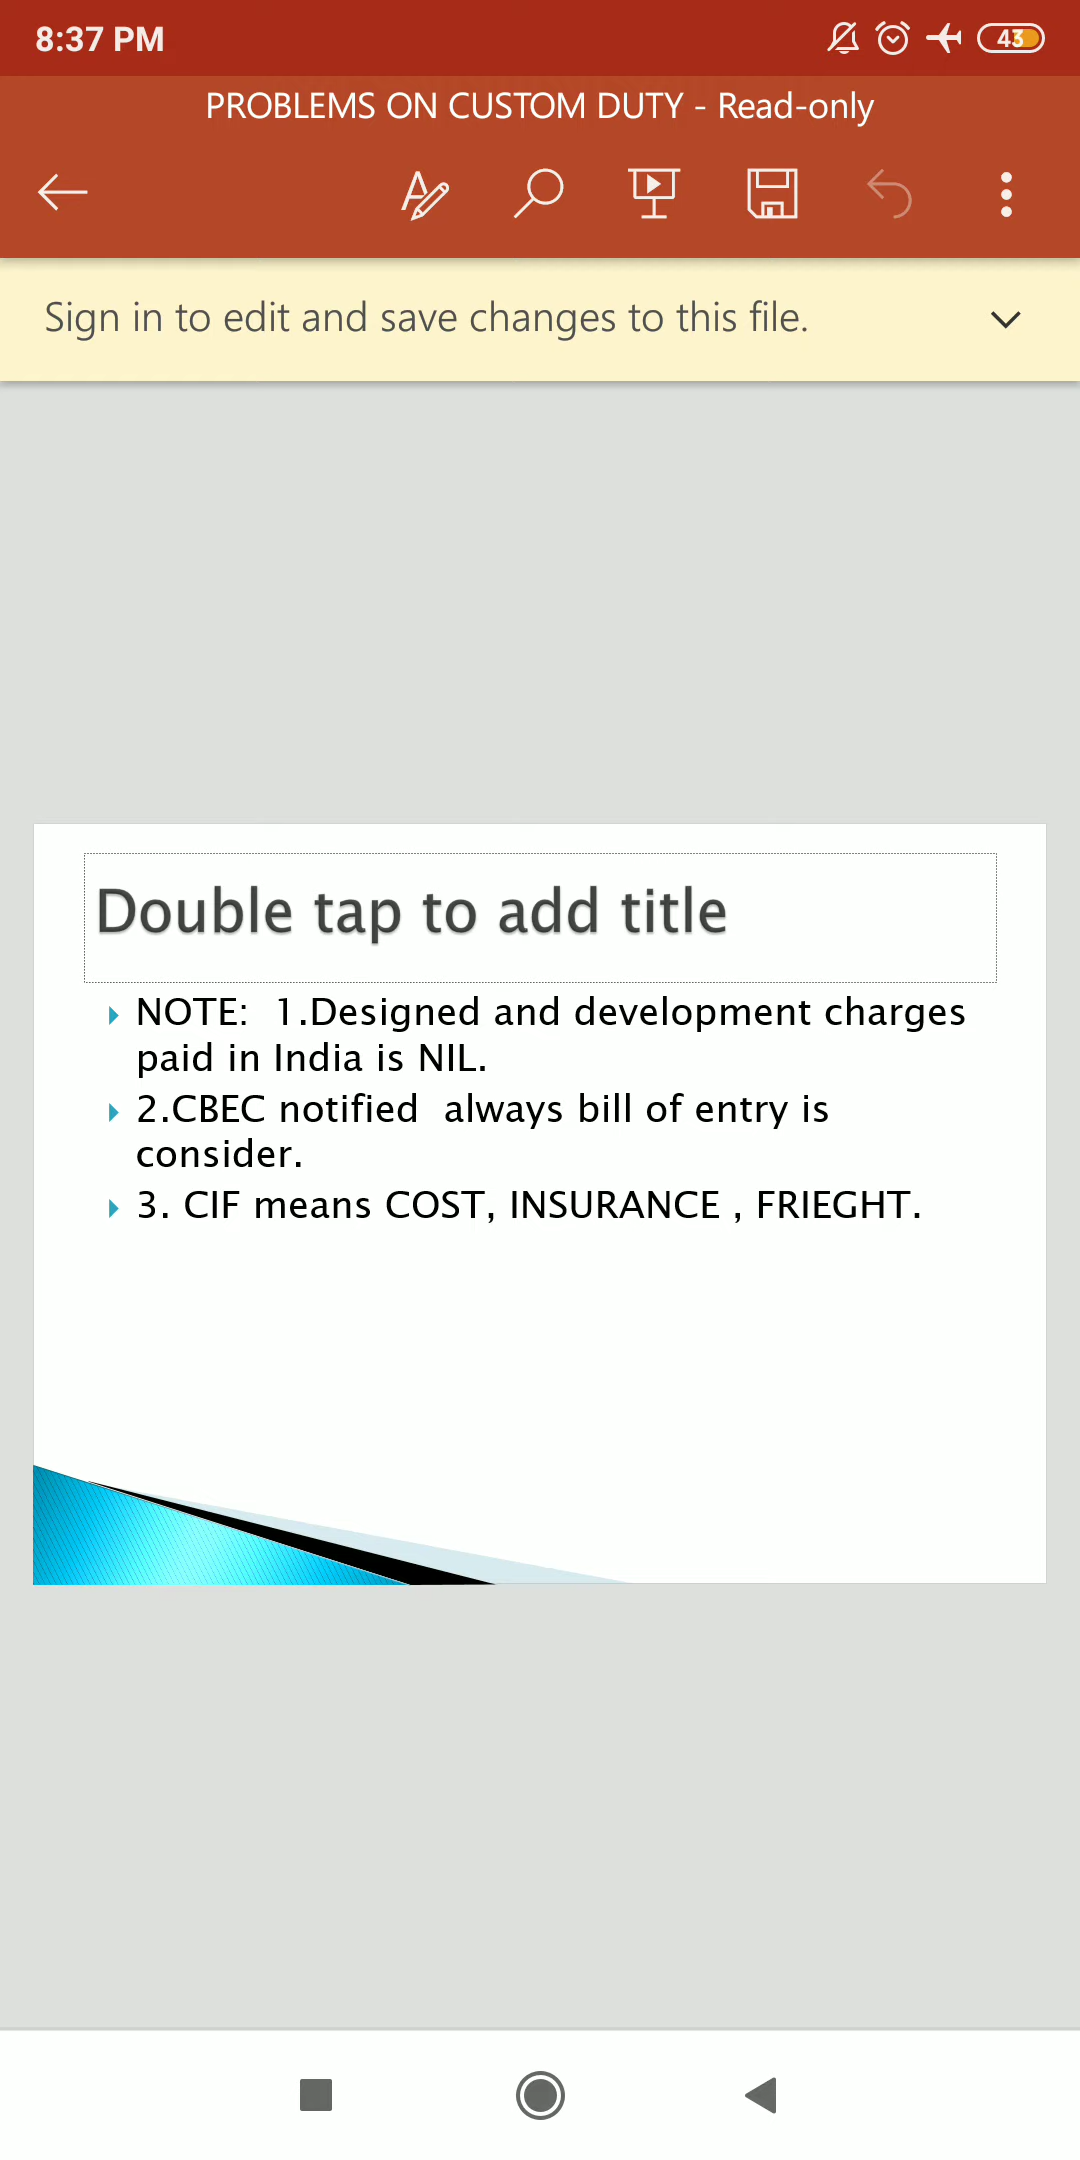 8:37 PM
43
PROBLEMS ON CUSTOM DUTY - Read-only
Sign in to edit and save changes to this file.
Double tap to add title
NOTE:  1.Designed and development charges
paid in India is NIL.
2.CBEC notified  always bill of entry is
consider.
3. CIF means COST, INSURANCE , FRIEGHT.